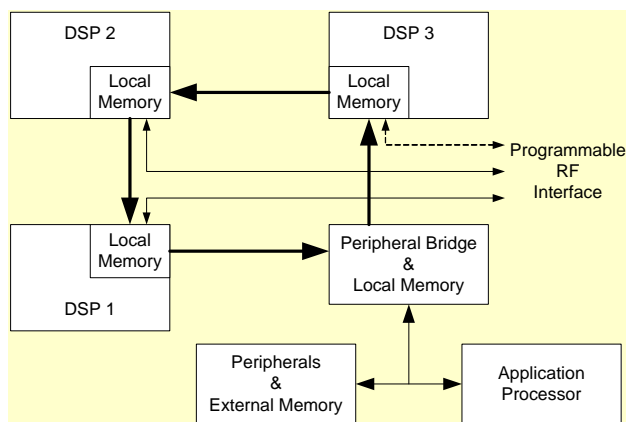 DSP 2
Local
Memory
DSP 3
Local
Memory
Programmable
RF
Interface
Local
Memory
DSP 1
Peripheral Bridge
&
Local Memory
Peripherals
&
External Memory
Application
Processor